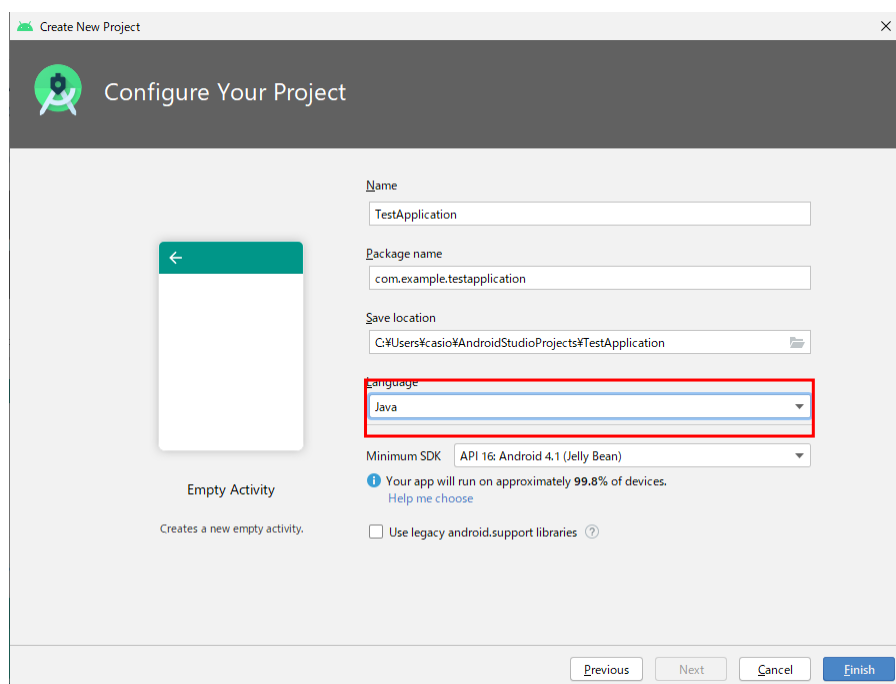 Create New Project
Configure Your Project
Name
TestApplication
Package name
com.example.testapplication
Save location
C:¥Users¥casio¥AndroidStudioProjects¥TestApplication
Language
Java
Minimum SDK API 16: Android 4.1 (Jelly Bean)
Your app will run on approximately 99.8% of devices.
Help me choose
Use legacy android.support libraries ?
Empty Activity
Creates a new empty activity.
Previous Next Cancel Finish